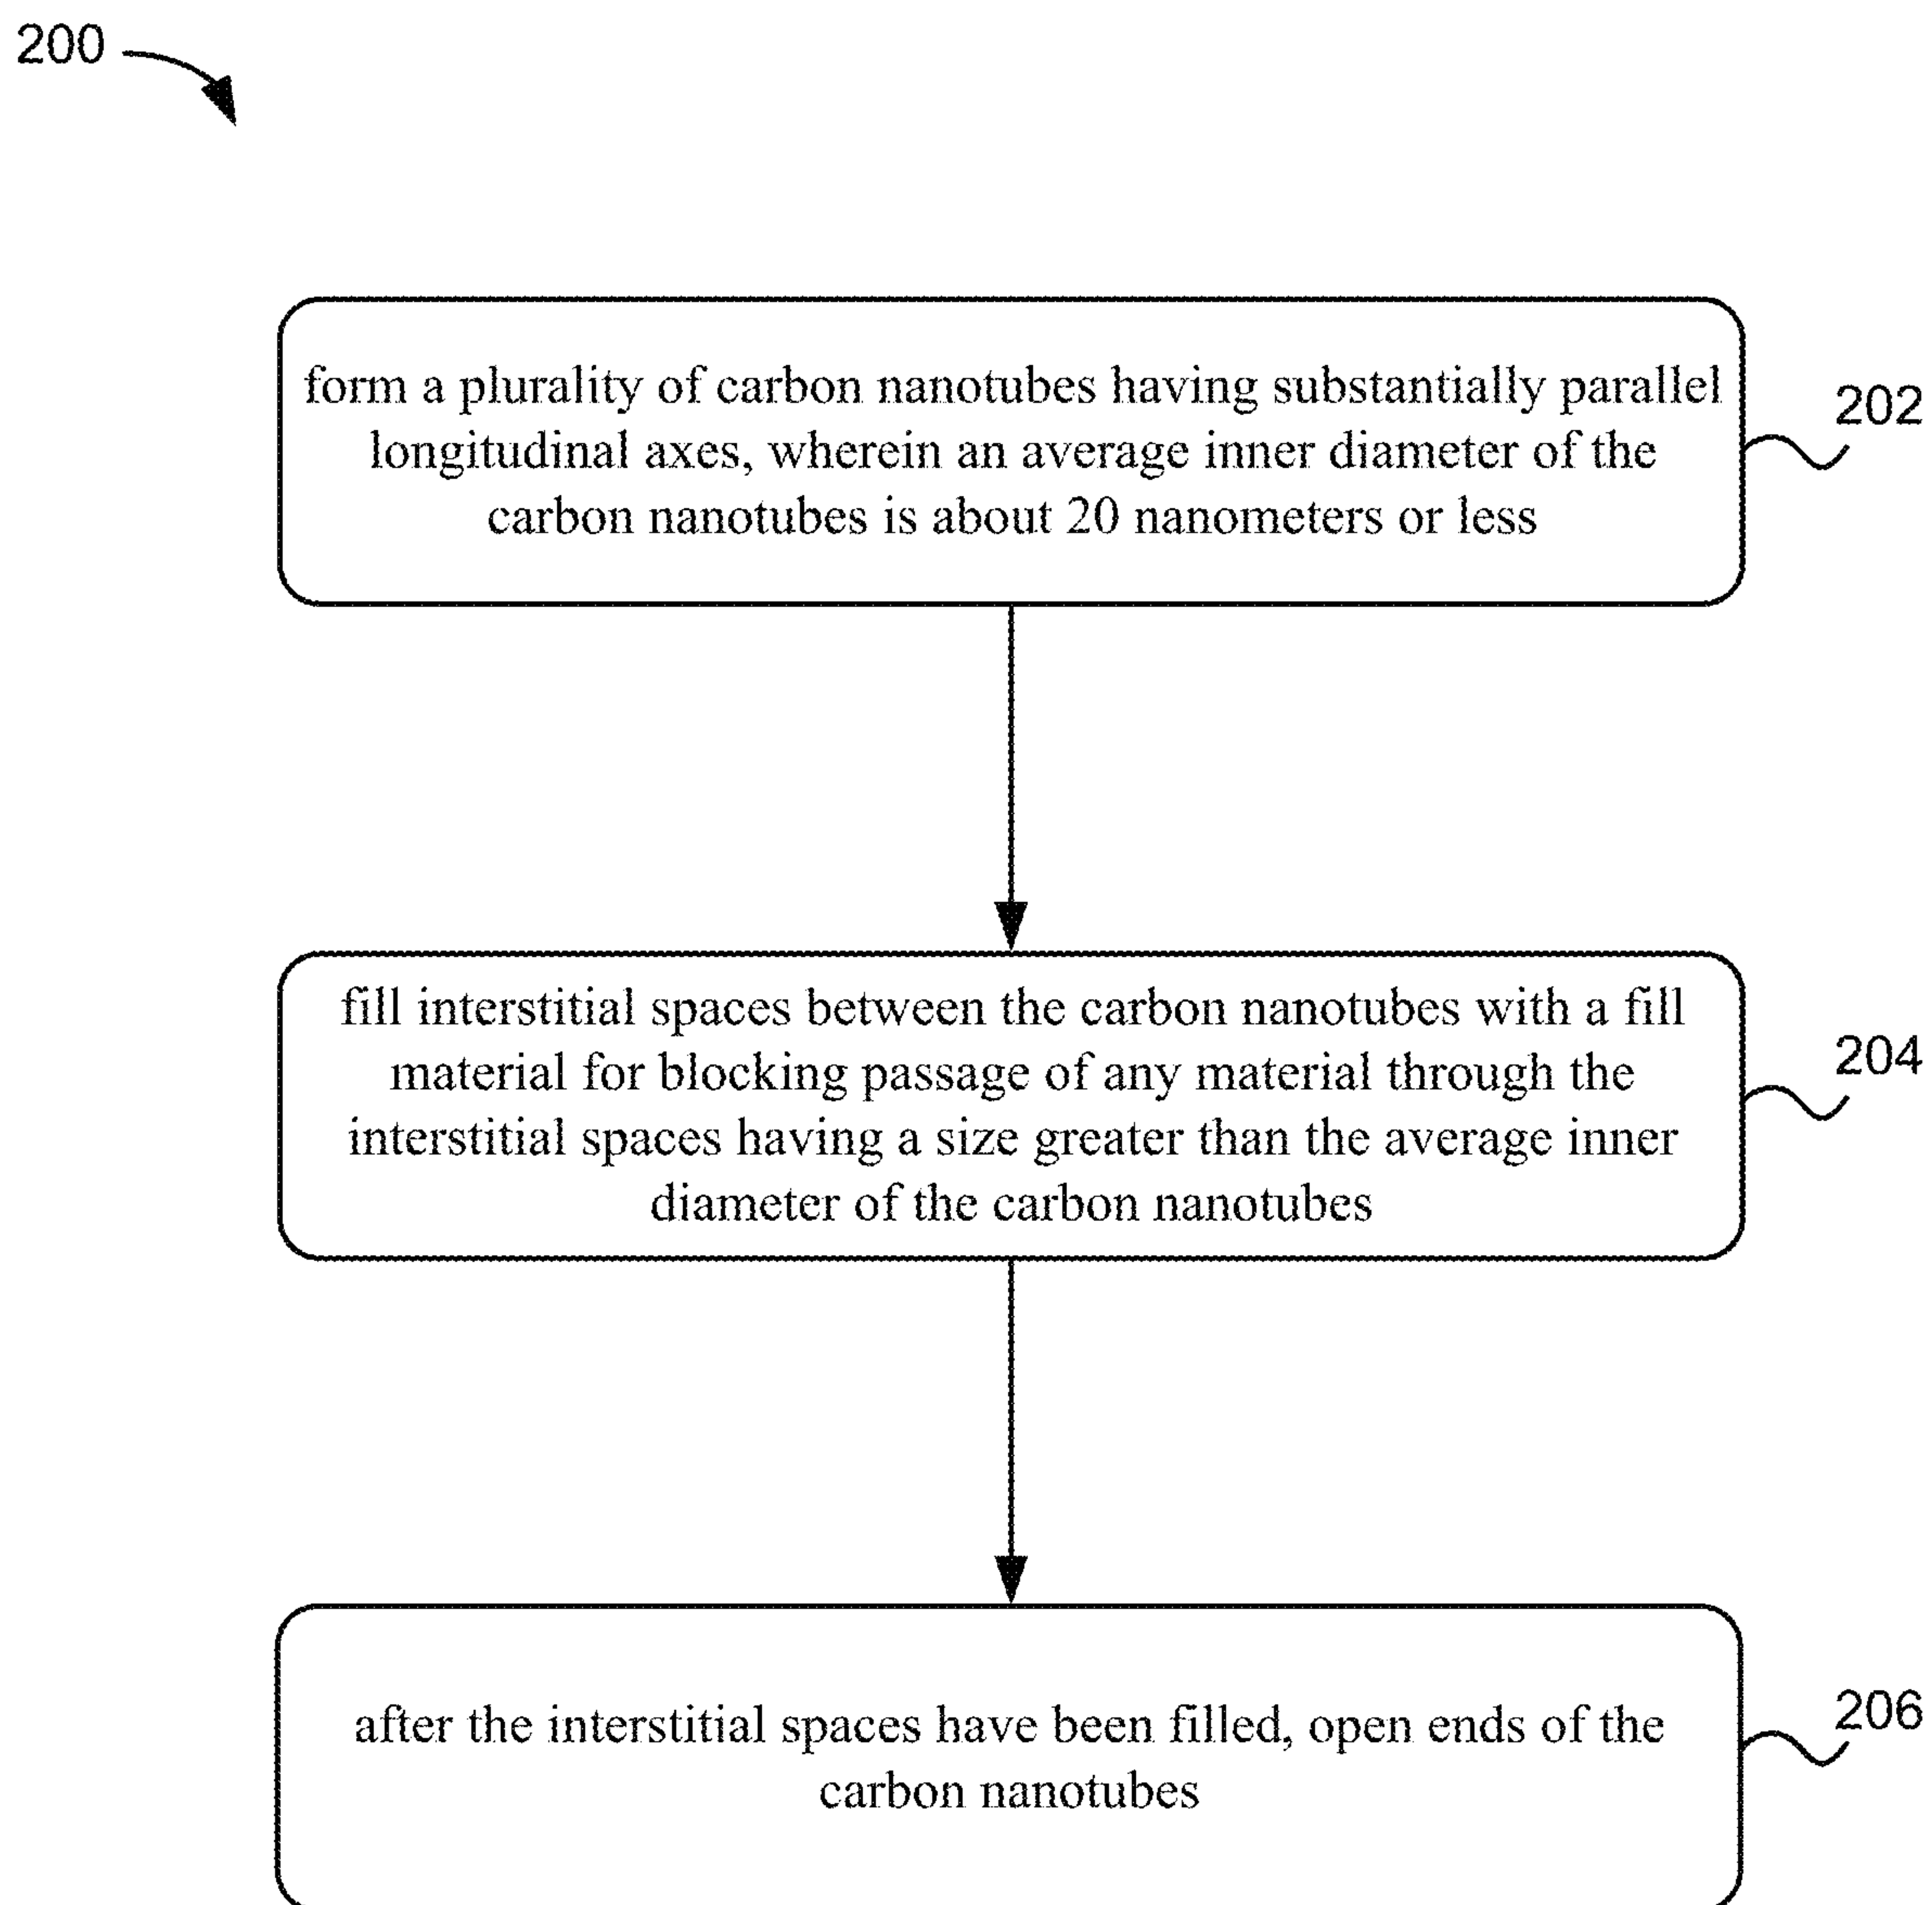 200
form a plurality of carbon nanotubes having substantially parallel
longitudinal axes, wherein an average inner diameter of the
carbon nanotubes is about 20 nanometers or less
202
fill interstitial spaces between the carbon nanotubes with a fill
material for blocking passage of any material through the
interstitial spaces having a size greater than the average inner
diameter of the carbon nanotubes
204
after the interstitial spaces have been filled, open ends of the
carbon nanotubes
206